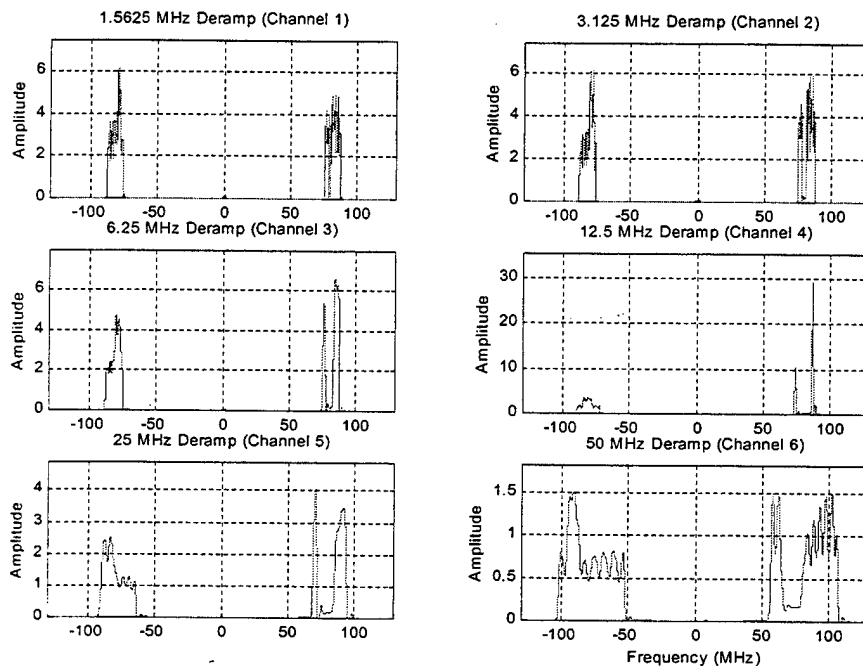 1.5625 MHz Deramp (Channel 1)
Amplitude
6
4
2
0
-100 -50 0 50 100
3.125 MHz Deramp (Channel 2)
Amplitude
6
4
2
0
-100 -50 0 50 100
6.25 MHz Deramp (Channel 3)
Amplitude
6
4
2
0
-100 -50 0 50 100
12.5 MHz Deramp (Channel 4)
Amplitude
30
20
10
0
-100 -50 0 50 100
25 MHz Deramp (Channel 5)
Amplitude
4
3
2
1
0
-100 -50 0 50 100
50 MHz Deramp (Channel 6)
Amplitude
1.5
1
0.5
0
-100 -50 0 50 100
Frequency (MHz)